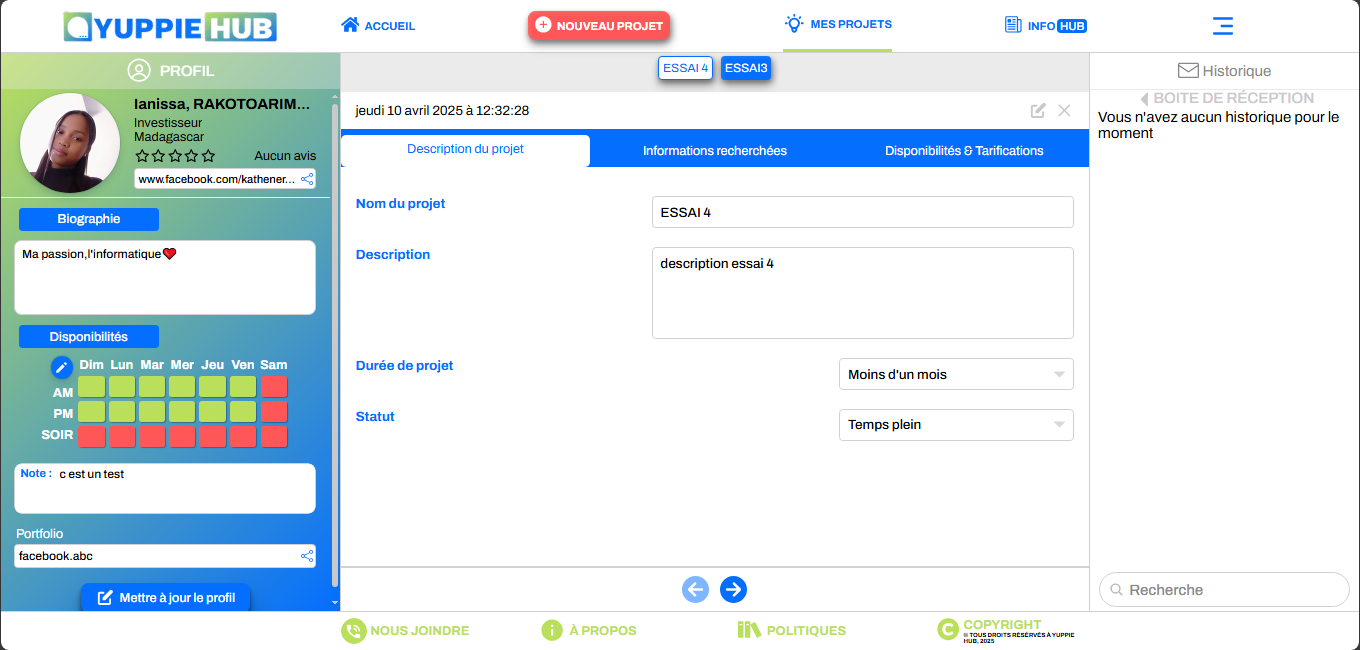 YUPPIE HUB
ACCUEIL
NOUVEAU PROJET
MES PROJETS
INFO HUB
PROFIL
Ianissa, RAKOTOARIM...
Investisseur
Madagascar
Aucun avis
www.facebook.com/kathener...
Biographie
Ma passion,l'informatique❤️
Disponibilités
Dim Lun Mar Mer Jeu Ven Sam
AM
PM
SOIR
Note : c est un test
Portfolio
facebook.abc
Mettre à jour le profil
ESSAI 4 ESSAI3
jeudi 10 avril 2025 à 12:32:28
Description du projet
Informations recherchées
Disponibilités & Tarifications
Nom du projet
ESSAI 4
Description
description essai 4
Durée de projet
Moins d'un mois
Statut
Temps plein
Historique
BOITE DE RÉCEPTION
Vous n'avez aucun historique pour le
moment
Recherche
NOUS JOINDRE
À PROPOS
POLITIQUES
COPYRIGHT
© TOUS DROITS RÉSERVÉS À YUPPIE
HUB, 2025